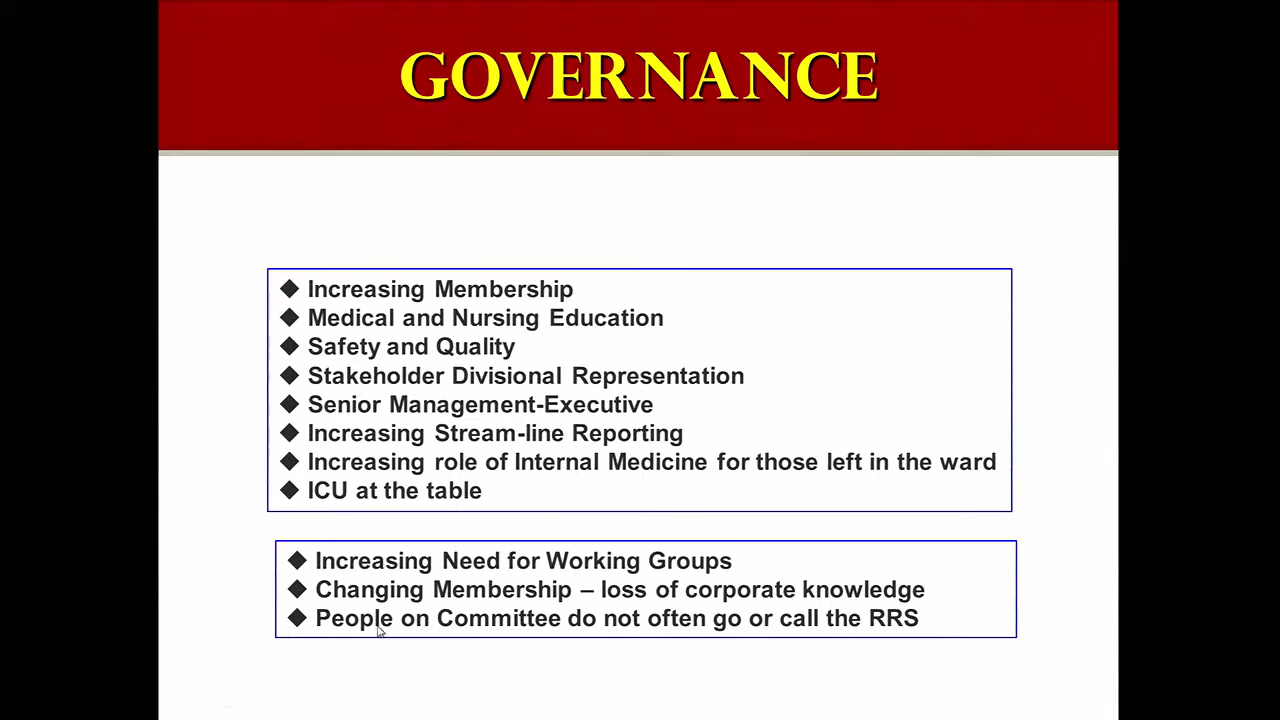 GOVERNANCE
◆ Increasing Membership
◆ Medical and Nursing Education
◆ Safety and Quality
◆ Stakeholder Divisional Representation
◆ Senior Management-Executive
◆ Increasing Stream-line Reporting
◆ Increasing role of Internal Medicine for those left in the ward
◆ ICU at the table
◆ Increasing Need for Working Groups
◆ Changing Membership – loss of corporate knowledge
◆ People on Committee do not often go or call the RRS